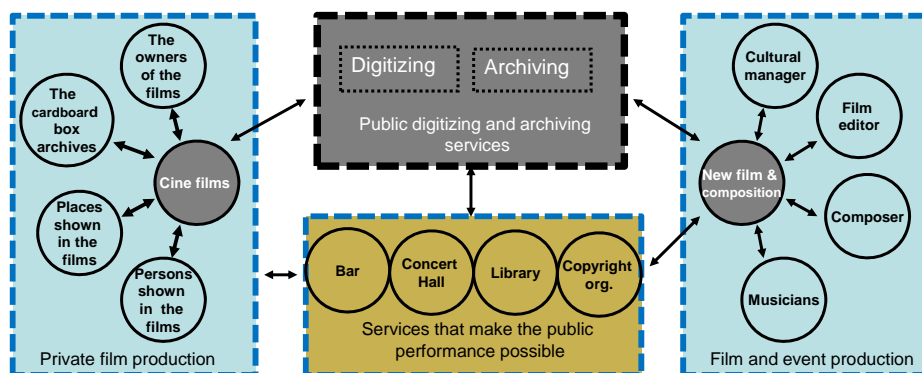 The
owners
of the
films
The
cardboard
box
archives
Cine films
Places
shown in
the films
Persons
shown
in  the
films
Private film production
Digitizing
Archiving
Public digitizing and archiving
services
Bar
Concert
Hall
Library
Copyright
org.
Services that make the public
performance possible
Cultural
manager
Film
editor
New film &
composition
Composer
Musicians
Film and event production